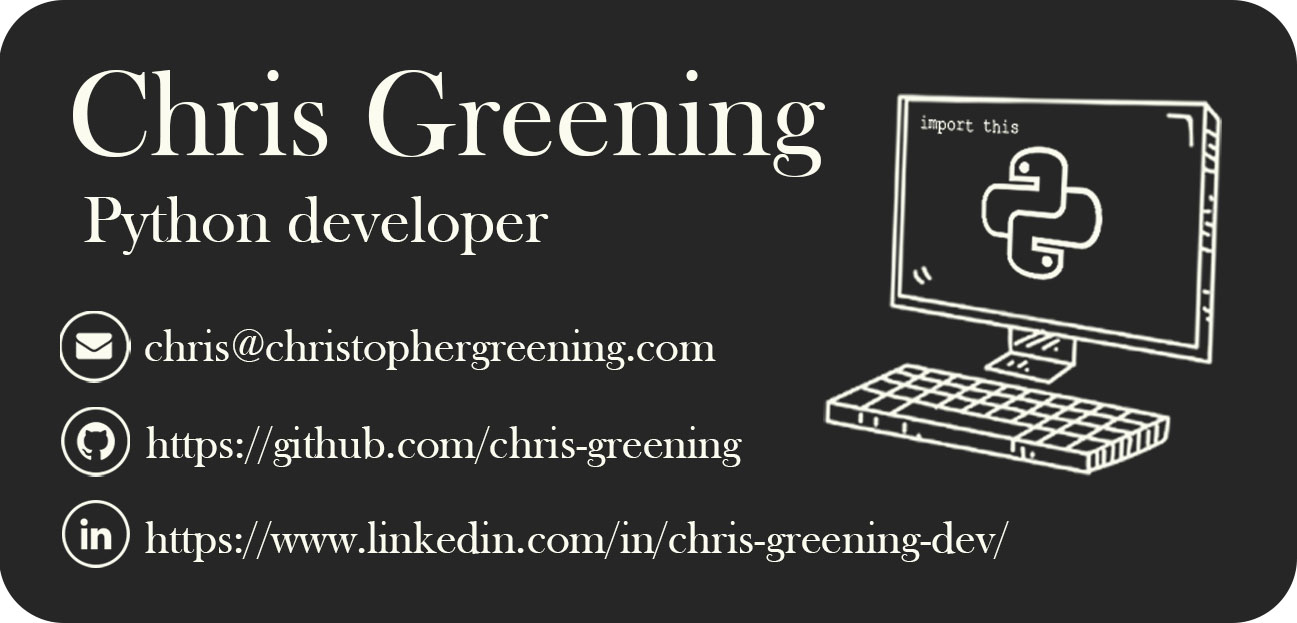 Chris Greening
Python developer
import this
chris@christophergreening.com
https://github.com/chris-greening
in https://www.linkedin.com/in/chris-greening-dev/